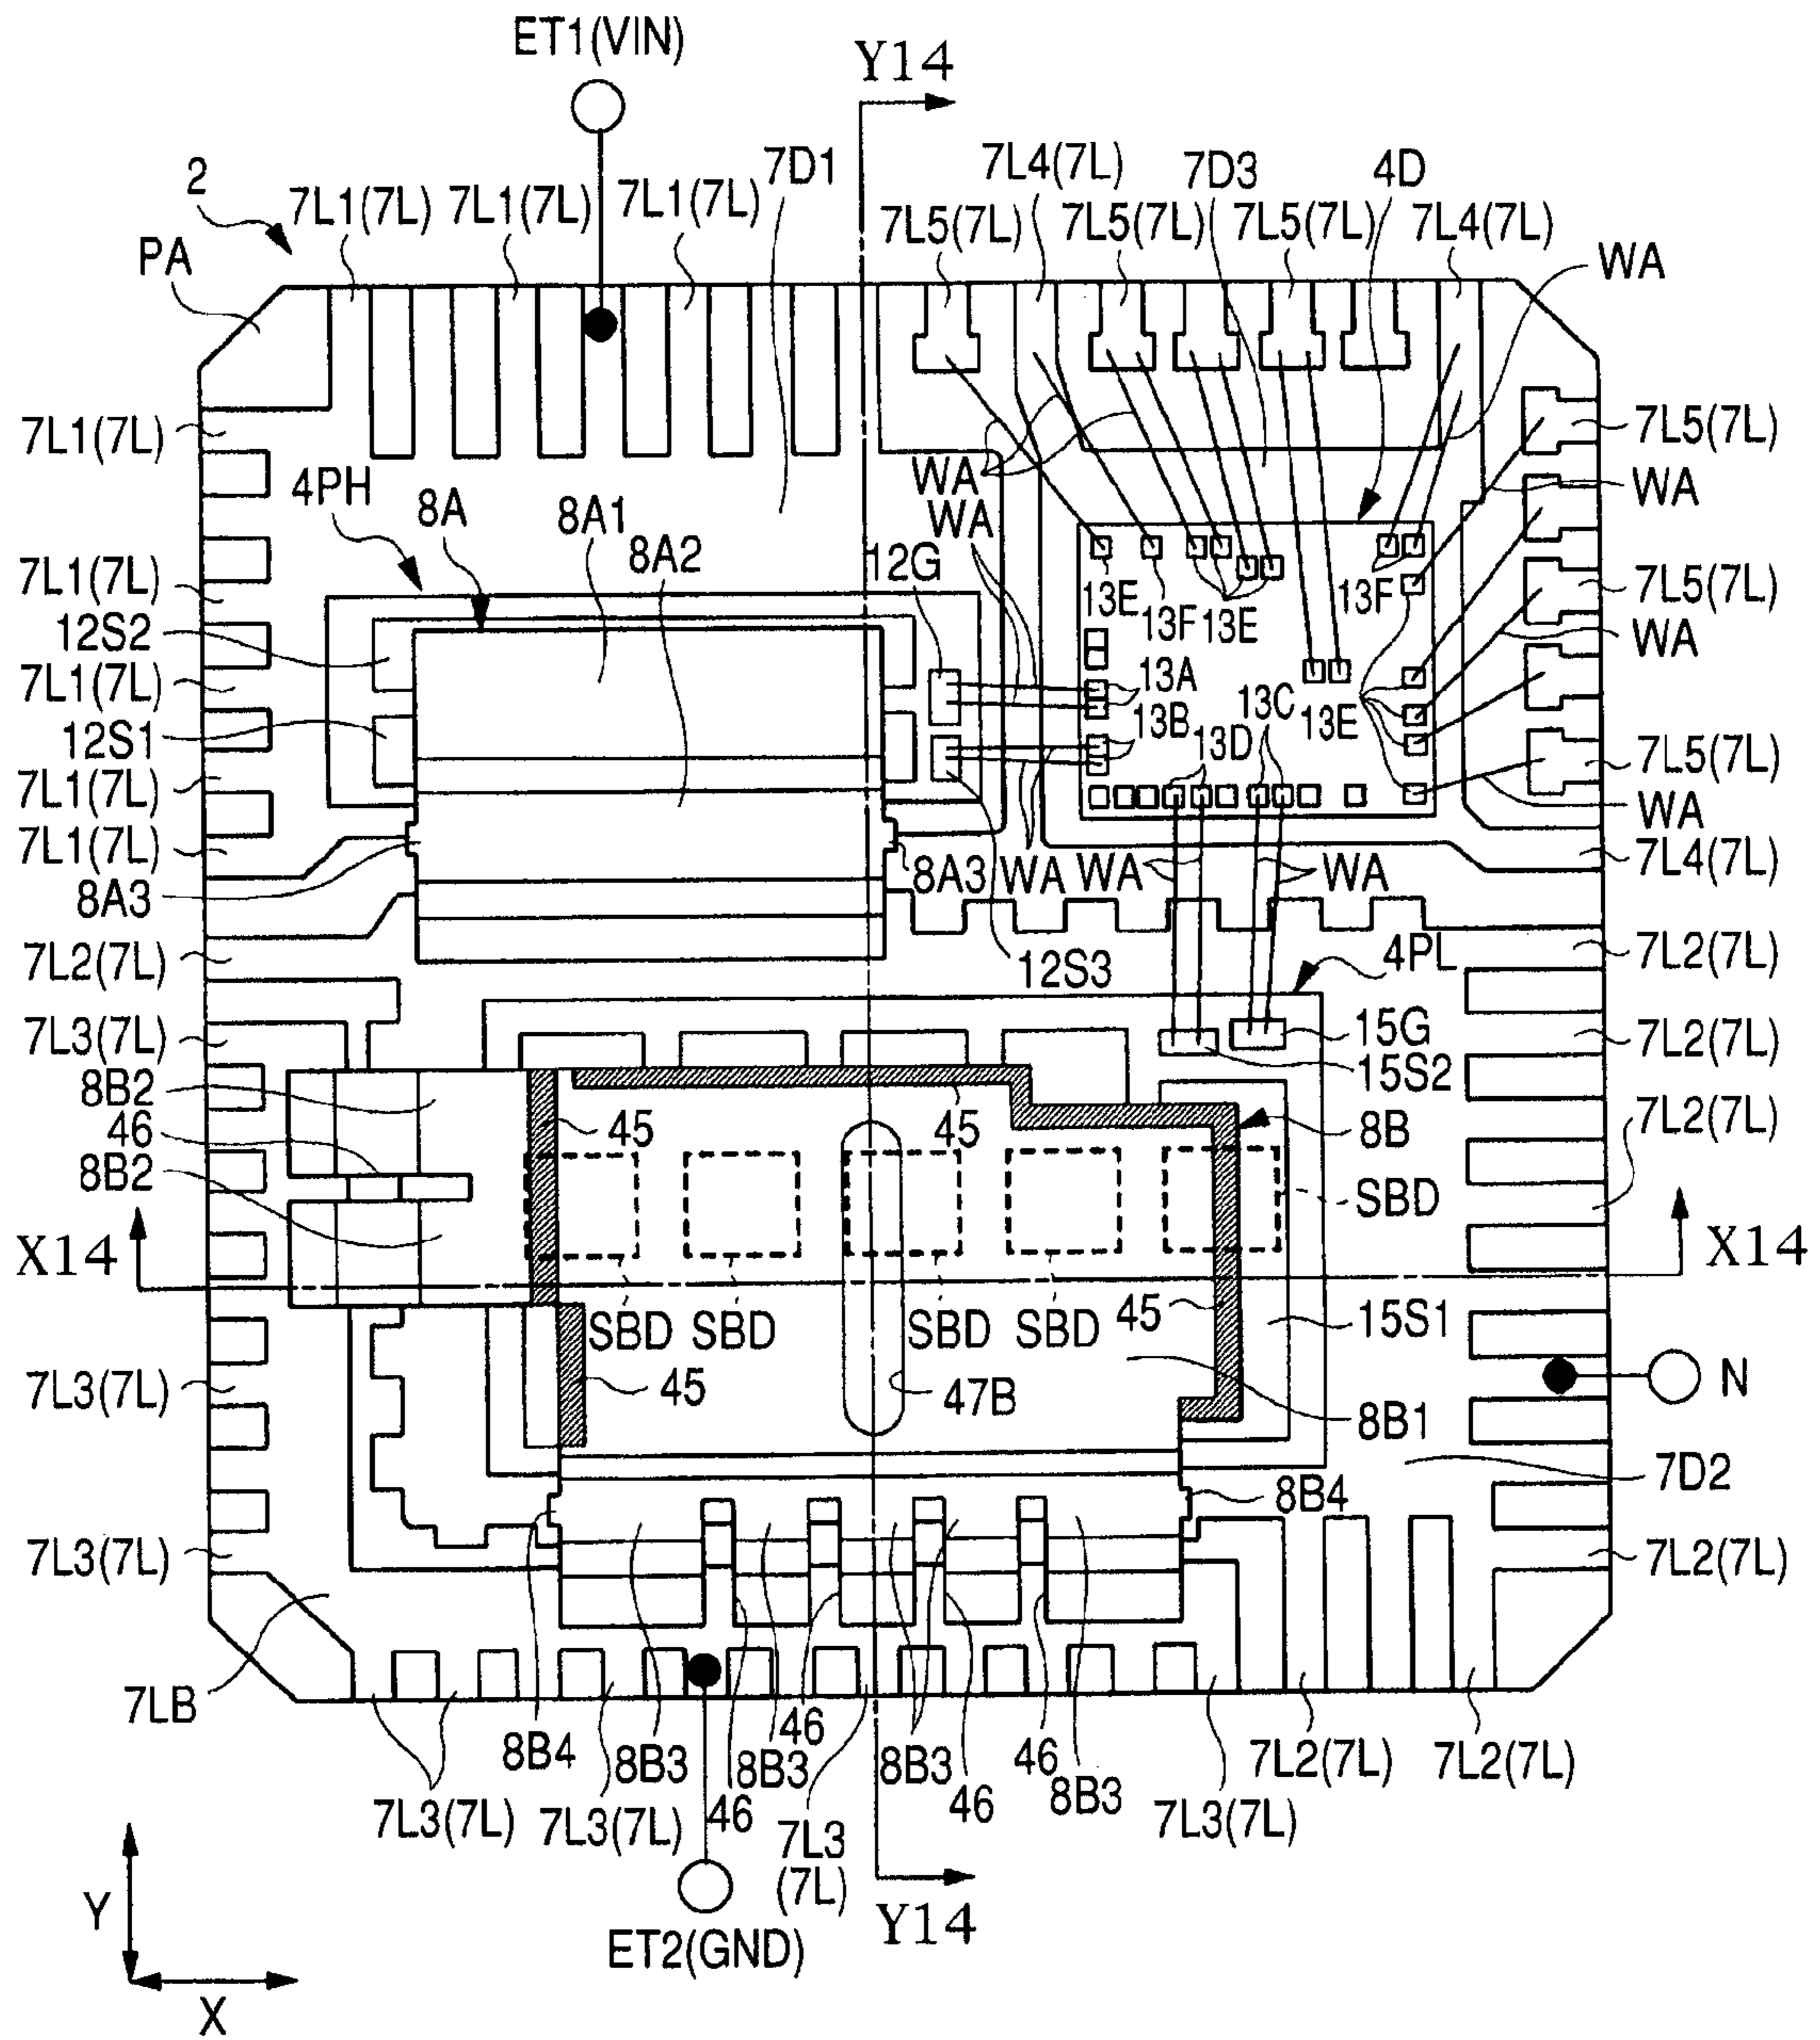 ET1(VIN)
Y14
2
7D1
7L4(7L)
7D3
4D
7L1(7L)
7L1(7L)
7L1(7L)
7L5(7L)
7L5(7L)
7L5(7L)
7L4(7L)
PA
WA
7L1(7L)
7L5(7L)
4PH
8A
8A1
WA
WA
WA
8A2
12G
7L1(7L)
13E
13F
13E
13F
7L5(7L)
12S2
WA
7L1(7L)
13A
13C
12S1
13B
13D
13E
7L5(7L)
7L1(7L)
WA
7L1(7L)
8A3
8A3
WA
WA
WA
7L4(7L)
7L2(7L)
12S3
4PL
7L2(7L)
7L3(7L)
15G
7L2(7L)
8B2
15S2
46
45
45
8B
7L2(7L)
8B2
SBD
X14
X14
SBD
SBD
SBD
SBD
45
15S1
7L3(7L)
45
47B
N
8B1
7D2
8B4
7L3(7L)
7L2(7L)
7LB
8B4
8B3
8B3
46
8B3
46
46
8B3
7L2(7L)
7L2(7L)
7L3(7L)
7L3(7L)
46
7L3
(7L)
7L3(7L)
Y
ET2(GND)
Y14
X